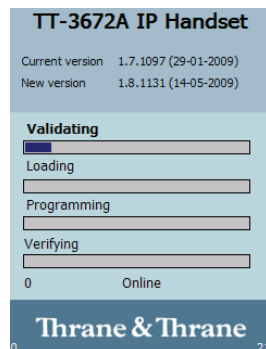 TT-3672A IP Handset
Current version 1.7.1097 (29-01-2009)
New version 1.8.1131 (14-05-2009)
Validating
Loading
Programming
Verifying
0 Online
Thrane & Thrane